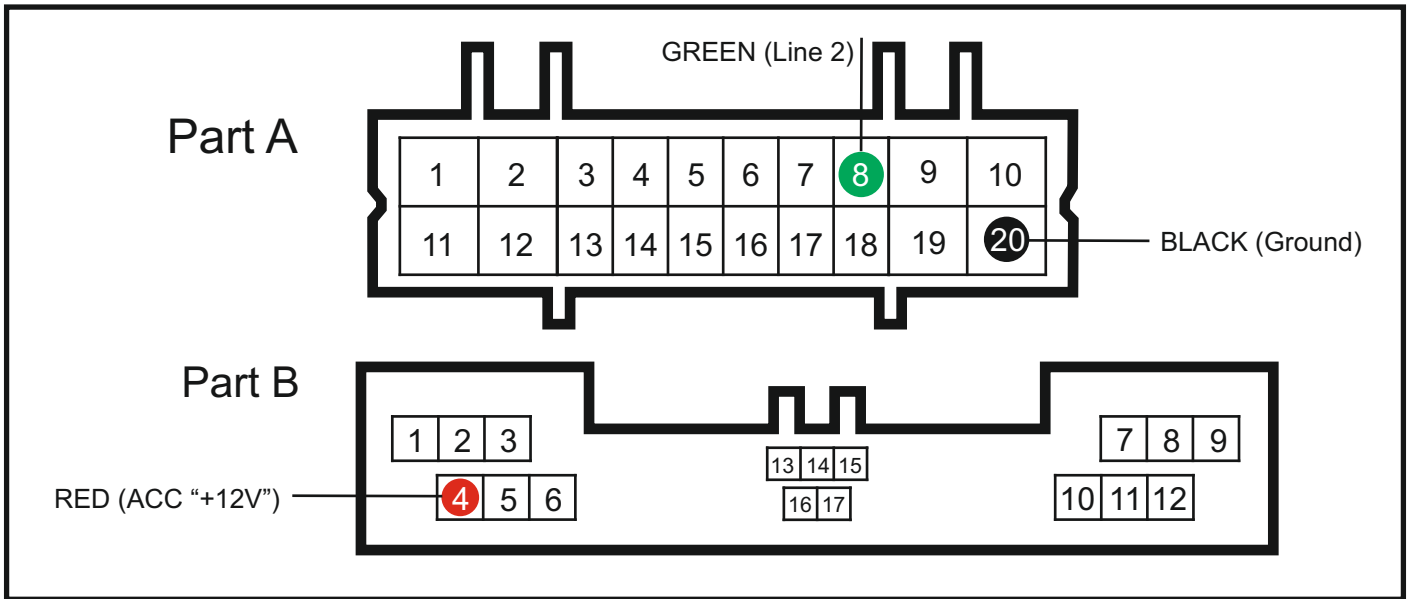 GREEN (Line 2)
Part A
1 2 3 4 5 6 7 8 9 10
11 12 13 14 15 16 17 18 19 20
BLACK (Ground)
Part B
1 2 3
7 8 9
13 14 15
RED (ACC “+12V”)
4 5 6
16 17
10 11 12